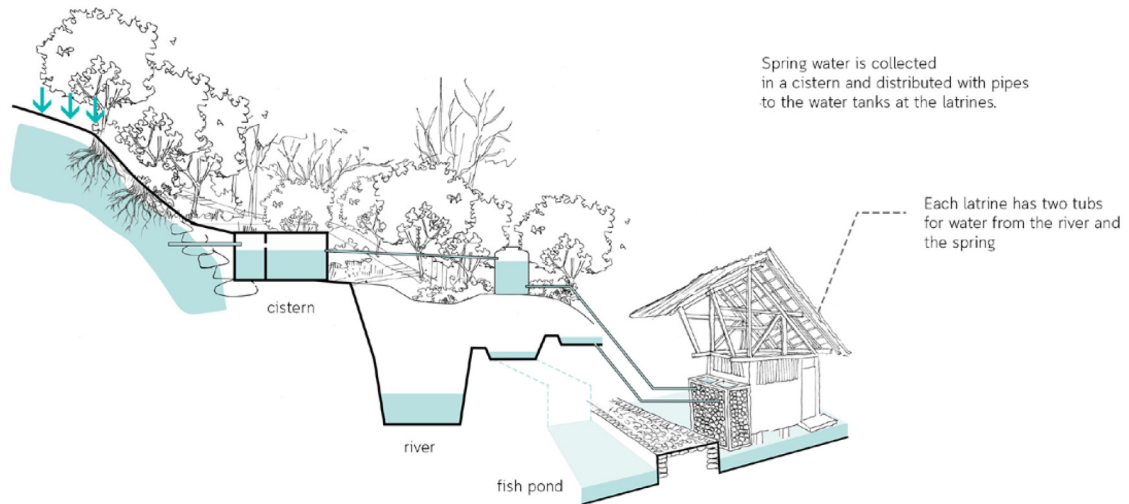 Spring water is collected
in a cistern and distributed with pipes
to the water tanks at the latrines.
Each latrine has two tubs
for water from the river and
the spring
cistern
river
fish pond